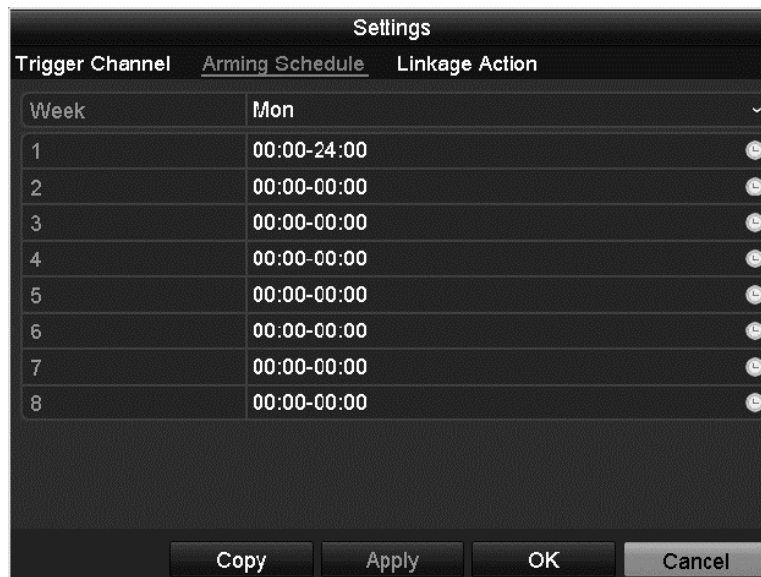 Settings
Trigger Channel Arming Schedule Linkage Action
Week Mon
1 00:00-24:00
2 00:00-00:00
3 00:00-00:00
4 00:00-00:00
5 00:00-00:00
6 00:00-00:00
7 00:00-00:00
8 00:00-00:00
Copy Apply OK Cancel